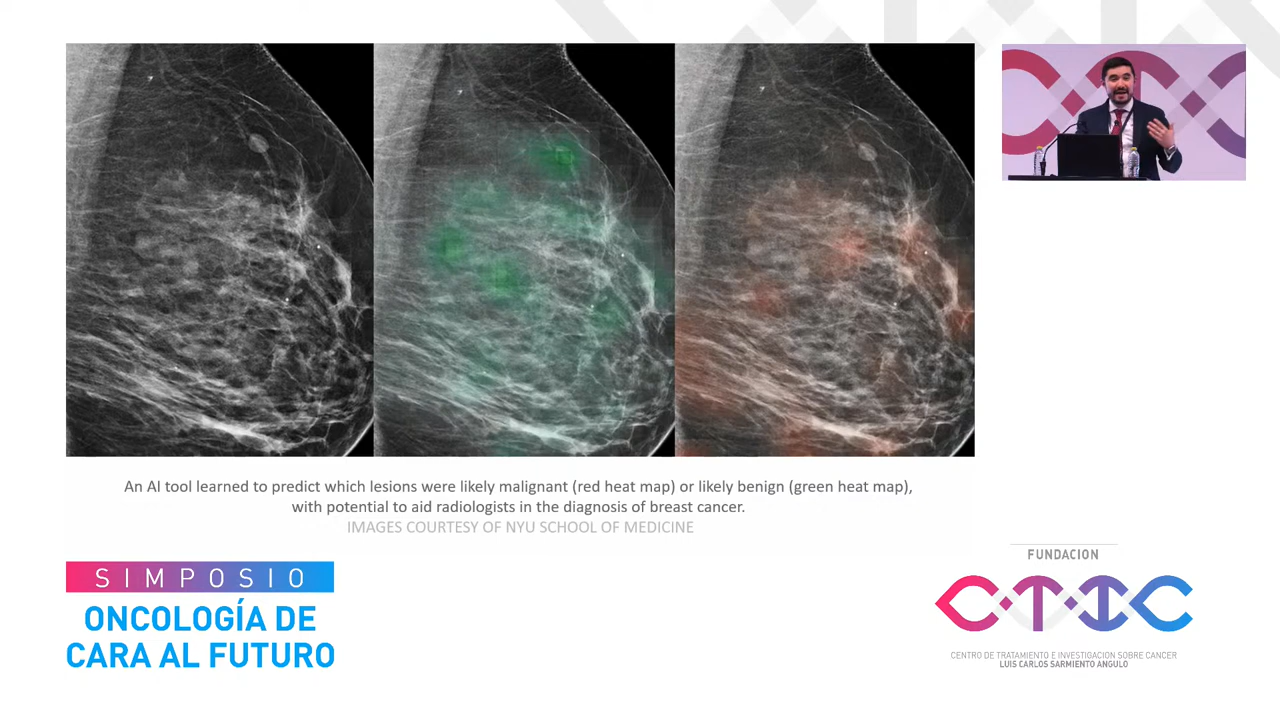 An AI tool learned to predict which lesions were likely malignant (red heat map) or likely benign (green heat map),
with potential to aid radiologists in the diagnosis of breast cancer.
IMAGES COURTESY OF NYU SCHOOL OF MEDICINE
SIMPOSIO
ONCOLOGÍA DE
CARA AL FUTURO
FUNDACION
CTIC
CENTRO DE TRATAMIENTO E INVESTIGACION SOBRE CANCER
LUIS CARLOS SARMIENTO ANGULO